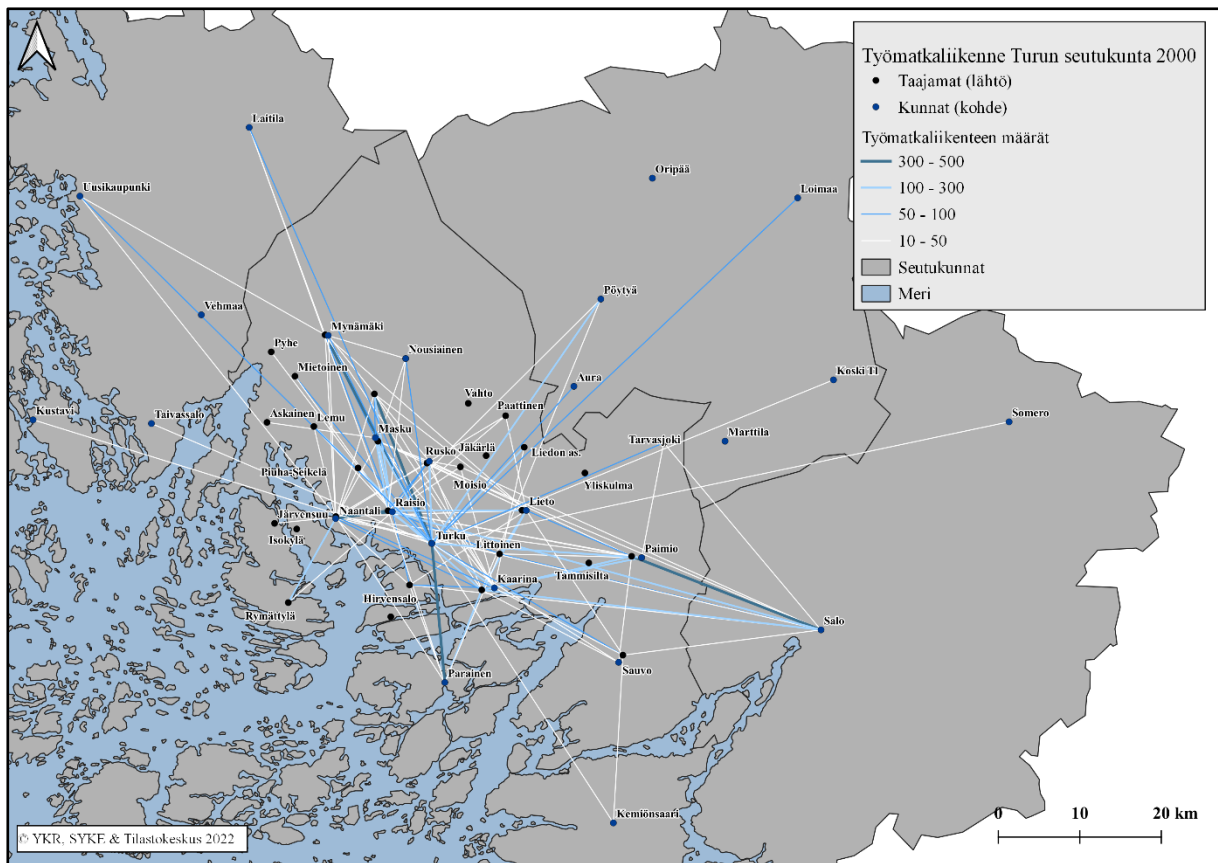 Työmatkaliikenne Turun seutukunta 2000
Taajamat (lähtö)
Kunnat (kohde)
Työmatkaliikenteen määrät
300 - 500
100 - 300
50 - 100
10 - 50
Seutukunnat
Meri
Laitila
Oripää
Uusikaupunki
Loimaa
Pöytyä
Vehmaa
Mynämäki
Pyhe
Nousiainen
Mietoinen
Aura
Koski Tl
Vahto
Kustavi
Taivassalo
Askainen
Lemu
Paattinen
Somero
Masku
Marttila
Tarvasjoki
Rusko
Jäkärlä
Liedon as.
Piuha-Seikelä
Moisio
Yliskulma
Järvensuu
Naantali
Raisio
Lieto
Isokylä
Turku
Littoinen
Paimio
Tammisilta
Kaarina
Hirvensalo
Rymättylä
Salo
Sauvo
Parainen
Kemiönsaari
0 10 20 km
© YKR, SYKE & Tilastokeskus 2022